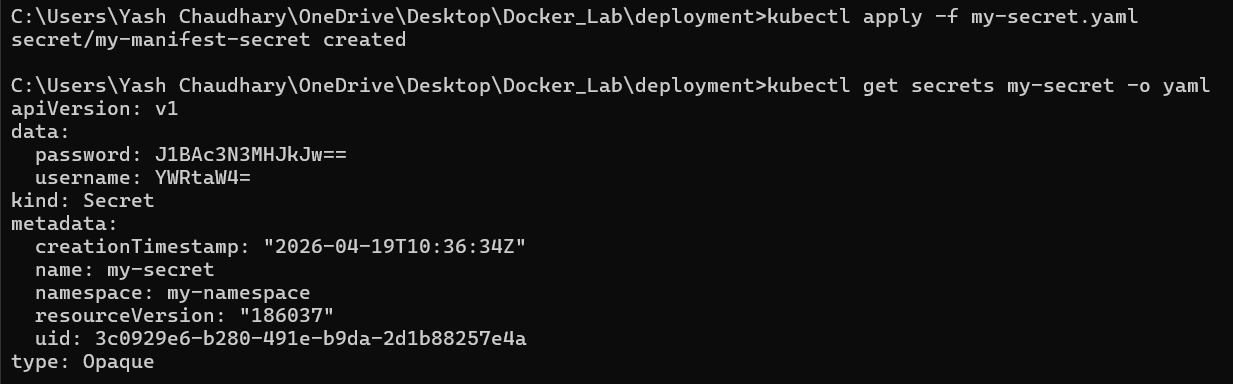 C:\Users\Yash Chaudhary\OneDrive\Desktop\Docker_Lab\deployment>kubectl apply -f my-secret.yaml
secret/my-manifest-secret created

C:\Users\Yash Chaudhary\OneDrive\Desktop\Docker_Lab\deployment>kubectl get secrets my-secret -o yaml
apiVersion: v1
data:
  password: J1BAc3N3MHJkJw==
  username: YWRtaW4=
kind: Secret
metadata:
  creationTimestamp: "2026-04-19T10:36:34Z"
  name: my-secret
  namespace: my-namespace
  resourceVersion: "186037"
  uid: 3c0929e6-b280-491e-b9da-2d1b88257e4a
type: Opaque